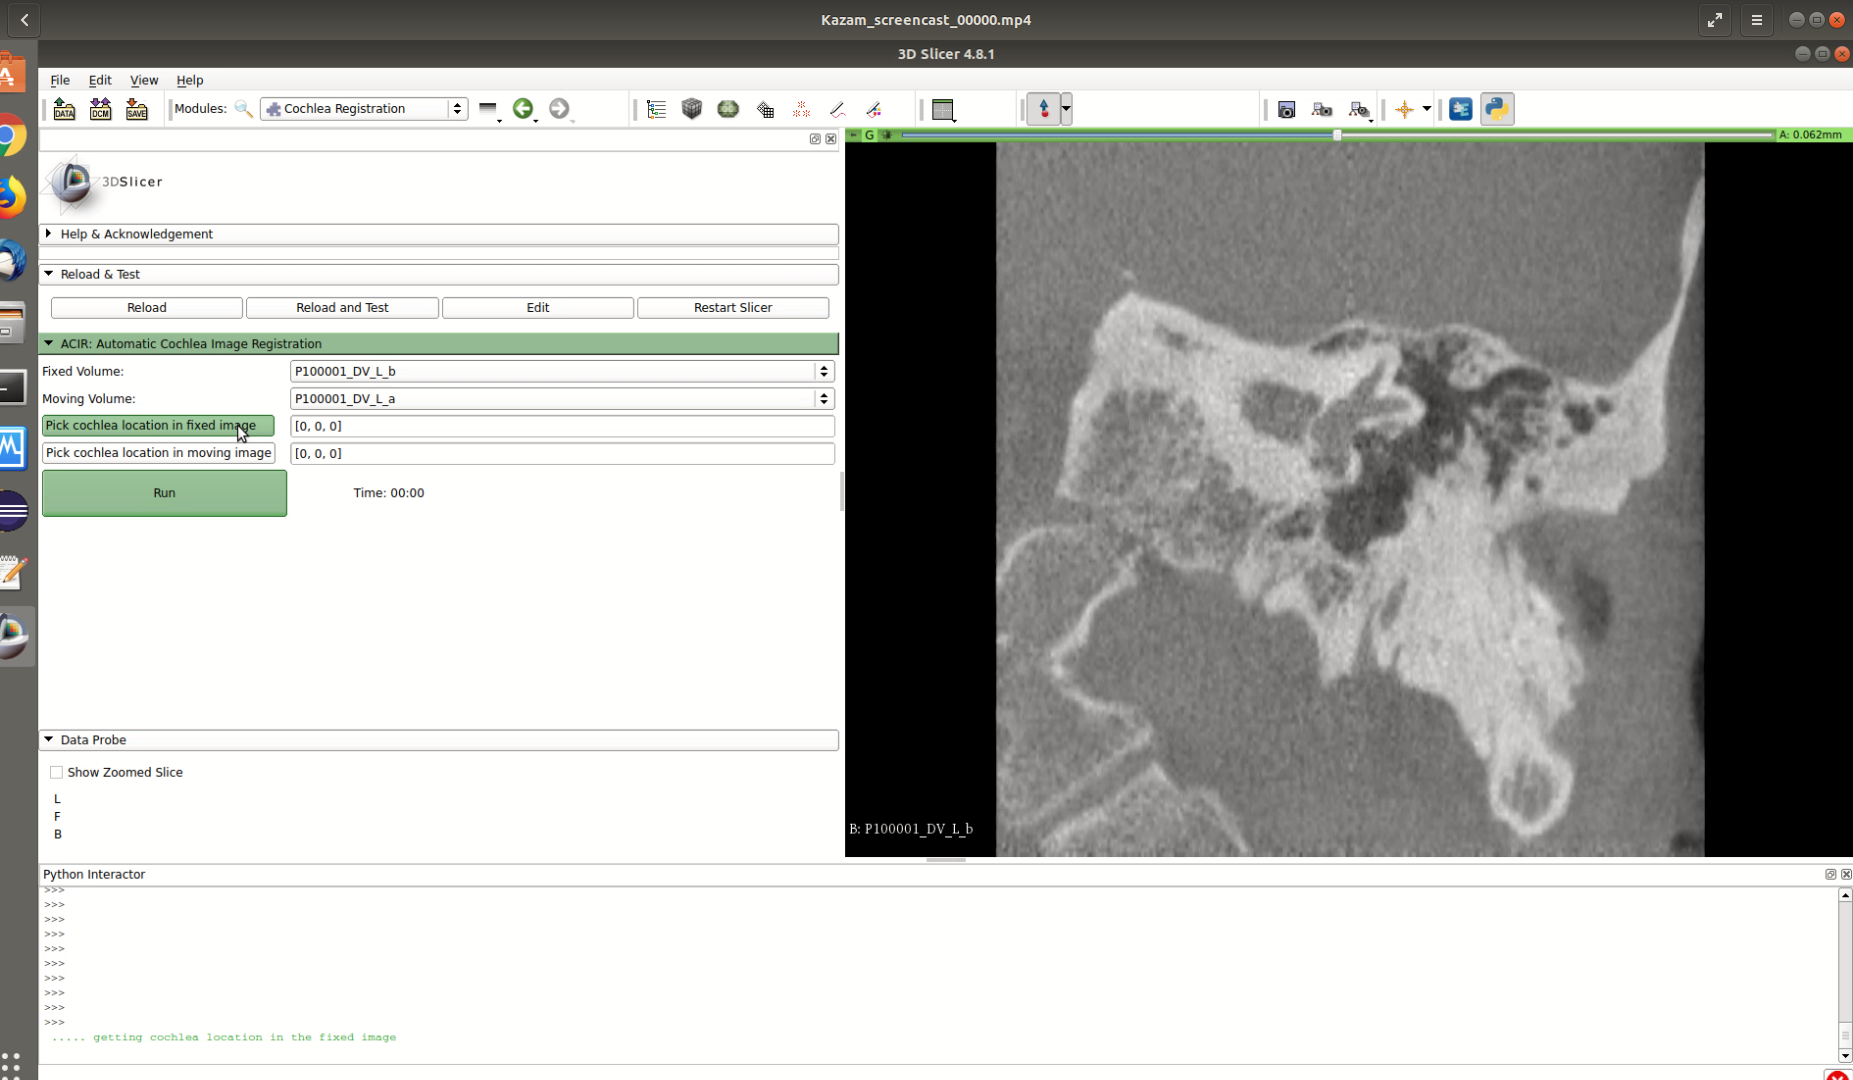 Kazam_screencast_00000.mp4
3D Slicer 4.8.1
File Edit View Help
DATA DCM SAVE Modules: Cochlea Registration
G A: 0.062mm
3DSlicer
Help & Acknowledgement
Reload & Test
Reload Reload and Test Edit Restart Slicer
ACIR: Automatic Cochlea Image Registration
Fixed Volume: P100001_DV_L_b
Moving Volume: P100001_DV_L_a
Pick cochlea location in fixed image [0, 0, 0]
Pick cochlea location in moving image [0, 0, 0]
Run Time: 00:00
Data Probe
Show Zoomed Slice
L
F
B
B: P100001_DV_L_b
Python Interactor
>>>
>>>
>>>
>>>
>>>
>>>
>>>
>>>
>>>
>>>
..... getting cochlea location in the fixed image